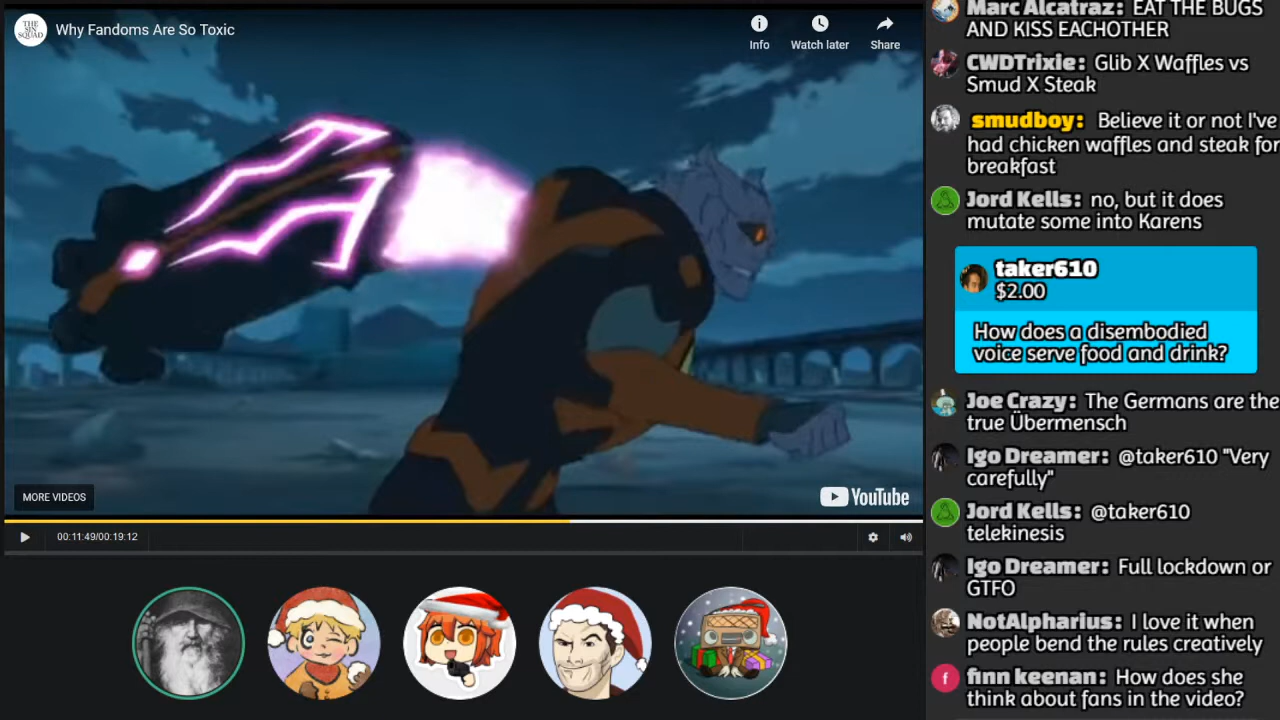 THE
SIN
SQUAD
Why Fandoms Are So Toxic
Info
Watch later
Share
MORE VIDEOS
YouTube
00:11:49/00:19:12
Marc Alcatraz: EAT THE BUGS
AND KISS EACHOTHER
CWDTrixie: Glib X Waffles vs
Smud X Steak
smudboy: Believe it or not I've
had chicken waffles and steak for
breakfast
Jord Kells: no, but it does
mutate some into Karens
taker610
$2.00
How does a disembodied
voice serve food and drink?
Joe Crazy: The Germans are the
true Übermensch
Igo Dreamer: @taker610 "Very
carefully"
Jord Kells: @taker610
telekinesis
Igo Dreamer: Full lockdown or
GTFO
NotAlpharius: I love it when
people bend the rules creatively
f
finn keenan: How does she
think about fans in the video?